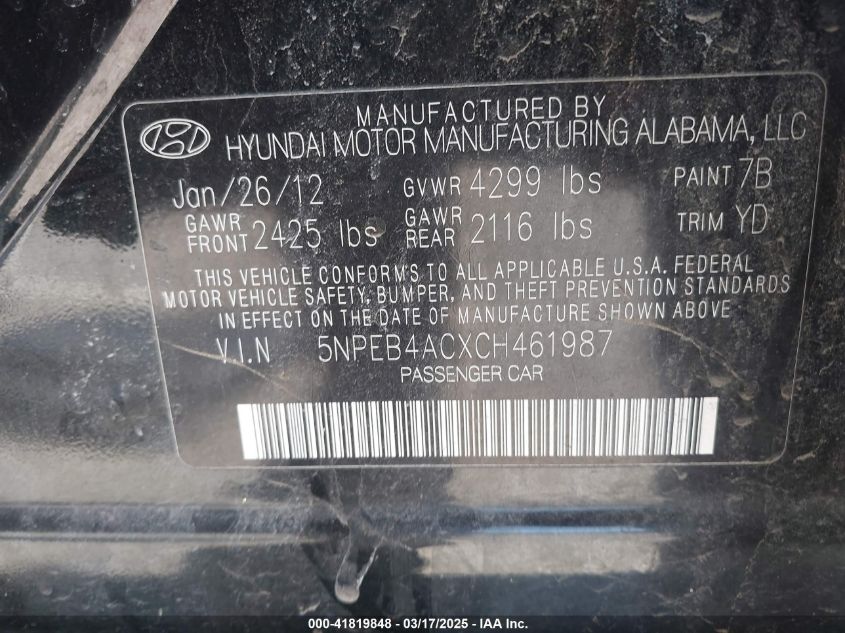 MANUFACTURED BY
HYUNDAI MOTOR MANUFACTURING ALABAMA, LLC
Jan/26/12 GVWR 4299 lbs PAINT 7B
GAWR FRONT 2425 lbs GAWR REAR 2116 lbs TRIM YD
THIS VEHICLE CONFORMS TO ALL APPLICABLE U.S.A. FEDERAL
MOTOR VEHICLE SAFETY, BUMPER, AND THEFT PREVENTION STANDARDS
IN EFFECT ON THE DATE OF MANUFACTURE SHOWN ABOVE
V.I.N 5NPEB4ACXCH461987
PASSENGER CAR
000-41819848 - 03/17/2025 - IAA Inc.